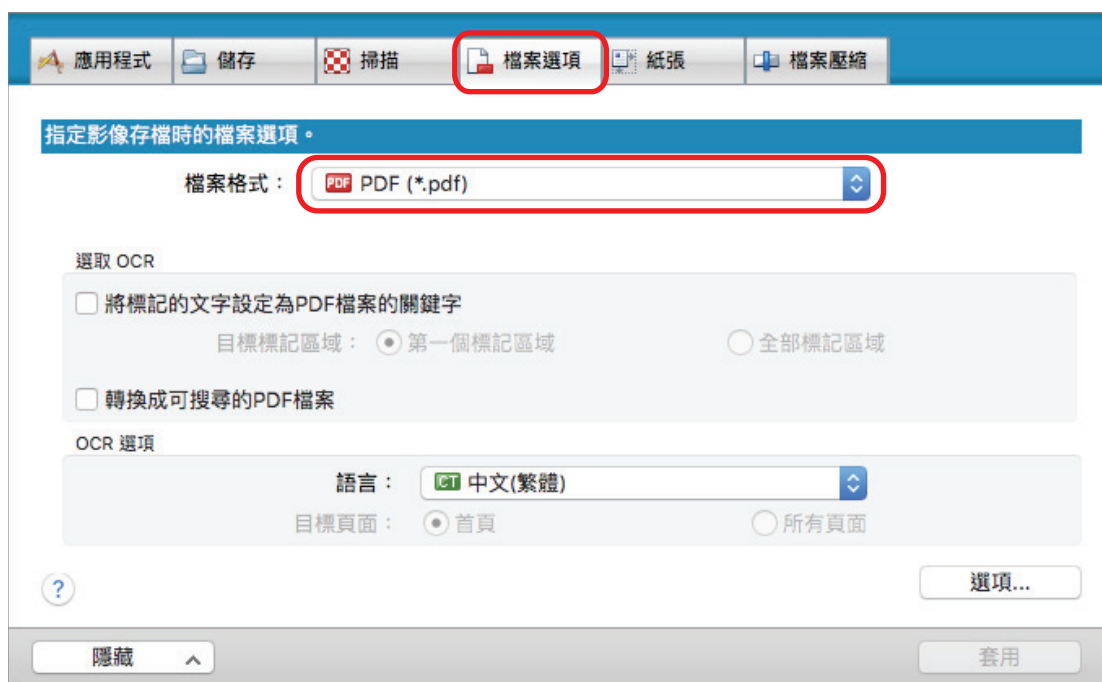 應用程式 儲存 掃描 檔案選項 紙張 檔案壓縮
指定影像存檔時的檔案選項。
檔案格式： PDF PDF (*.pdf)
選取 OCR
將標記的文字設定為PDF檔案的關鍵字
目標標記區域： 第一個標記區域 全部標記區域
轉換成可搜尋的PDF檔案
OCR 選項
語言： CT 中文(繁體)
目標頁面： 首頁 所有頁面
?
選項...
隱藏 套用